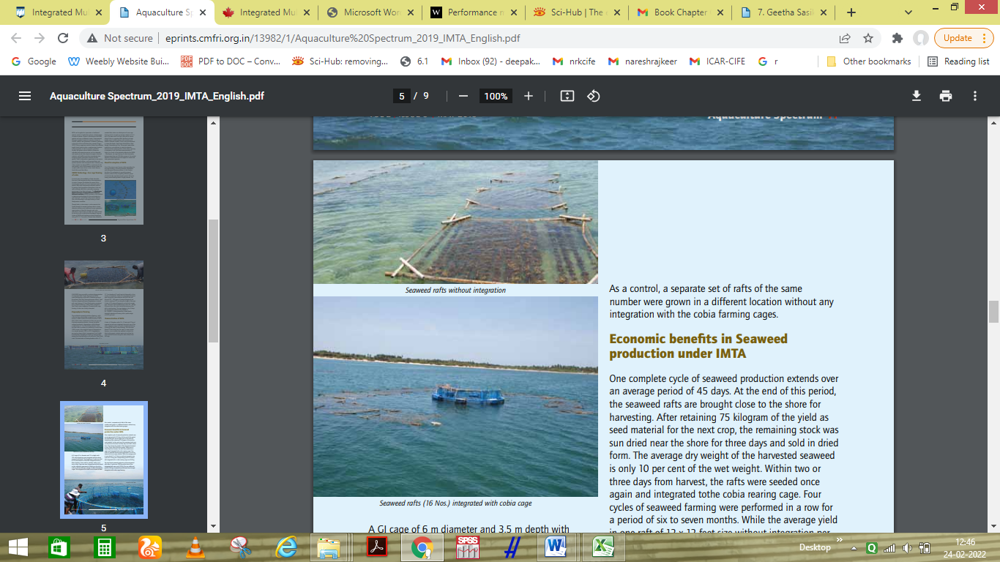 Integrated Mu
Aquaculture Sp
Integrated Mul
Microsoft Wor
Performance n
Sci-Hub | The
Book Chapter
7. Geetha Sasik
Not secure
eprints.cmfri.org.in/13982/1/Aquaculture%20Spectrum_2019_IMTA_English.pdf
Update
Google
Weebly Website Bui...
PDF to DOC – Conv...
Sci-Hub: removing...
6.1
Inbox (92) - deepak...
nrkcife
nareshrajkeer
ICAR-CIFE
r
Other bookmarks
Reading list
Aquaculture Spectrum_2019_IMTA_English.pdf
5 / 9
100%
3
4
5
Aquaculture Spectrum
Seaweed rafts without integration
Seaweed rafts (16 Nos.) integrated with cobia cage
A GI cage of 6 m diameter and 3.5 m depth with
As a control, a separate set of rafts of the same
number were grown in a different location without any
integration with the cobia farming cages.
Economic benefits in Seaweed
production under IMTA
One complete cycle of seaweed production extends over
an average period of 45 days. At the end of this period,
the seaweed rafts are brought close to the shore for
harvesting. After retaining 75 kilogram of the yield as
seed material for the next crop, the remaining stock was
sun dried near the shore for three days and sold in dried
form. The average dry weight of the harvested seaweed
is only 10 per cent of the wet weight. Within two or
three days from harvest, the rafts were seeded once
again and integrated tothe cobia rearing cage. Four
cycles of seaweed farming were performed in a row for
a period of six to seven months. While the average yield
in one raft of 12 x 12 feet size without integration per
SPSS
Desktop
12:46
24-02-2022